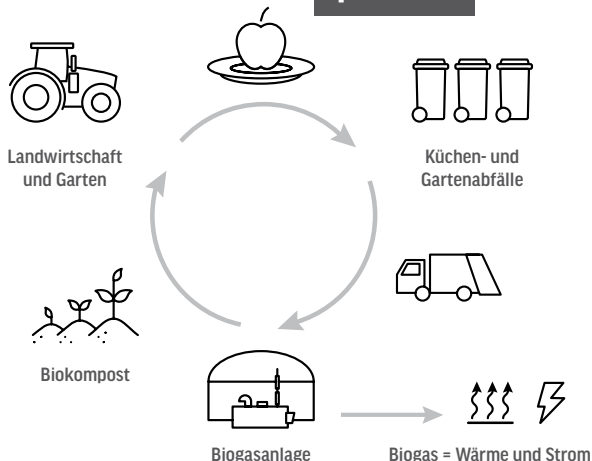 Landwirtschaft
und Garten
Küchen- und
Gartenabfälle
Biokompost
Biogasanlage
Biogas = Wärme und Strom